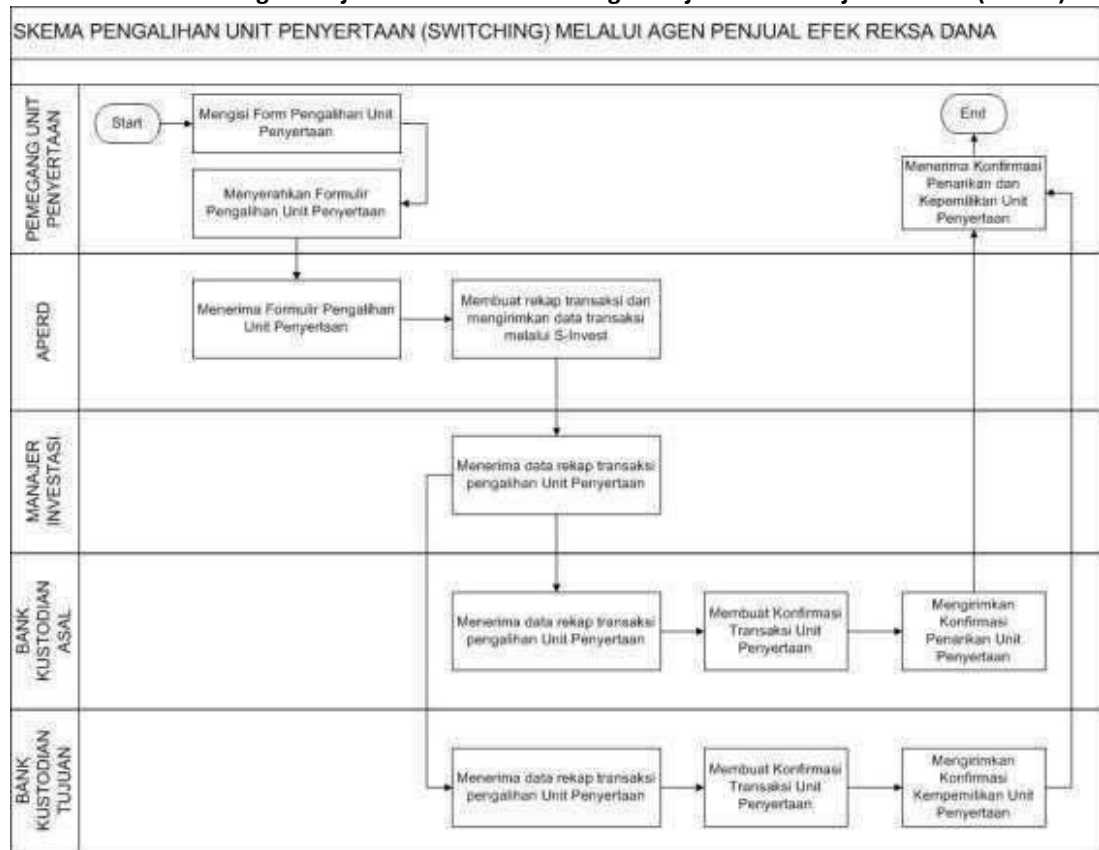 SKEMA PENGALIHAN UNIT PENYERTAAN (SWITCHING) MELALUI AGEN PENJUAL EFEK REKSA DANA
PEMEGANG UNIT
PENYERTAAN
Start
Mengisi Form Pengalihan Unit
Penyertaan
Menyerahkan Formulir
Pengalihan Unit Penyertaan
End
Menerima Konfirmasi
Penarikan dan
Kepemilikan Unit
Penyertaan
APERD
Menerima Formulir Pengalihan
Unit Penyertaan
Membuat rekap transaksi dan
mengirimkan data transaksi
melalui S-Invest
MANAJER
INVESTASI
Menerima data rekap transaksi
pengalihan Unit Penyertaan
BANK
KUSTODIAN
ASAL
Menerima data rekap transaksi
pengalihan Unit Penyertaan
Membuat Konfirmasi
Transaksi Unit
Penyertaan
Mengirimkan
Konfirmasi
Penarikan Unit
Penyertaan
BANK
KUSTODIAN
TUJUAN
Menerima data rekap transaksi
pengalihan Unit Penyertaan
Membuat Konfirmasi
Transaksi Unit
Penyertaan
Mengirimkan
Konfirmasi
Kempemilikan Unit
Penyertaan